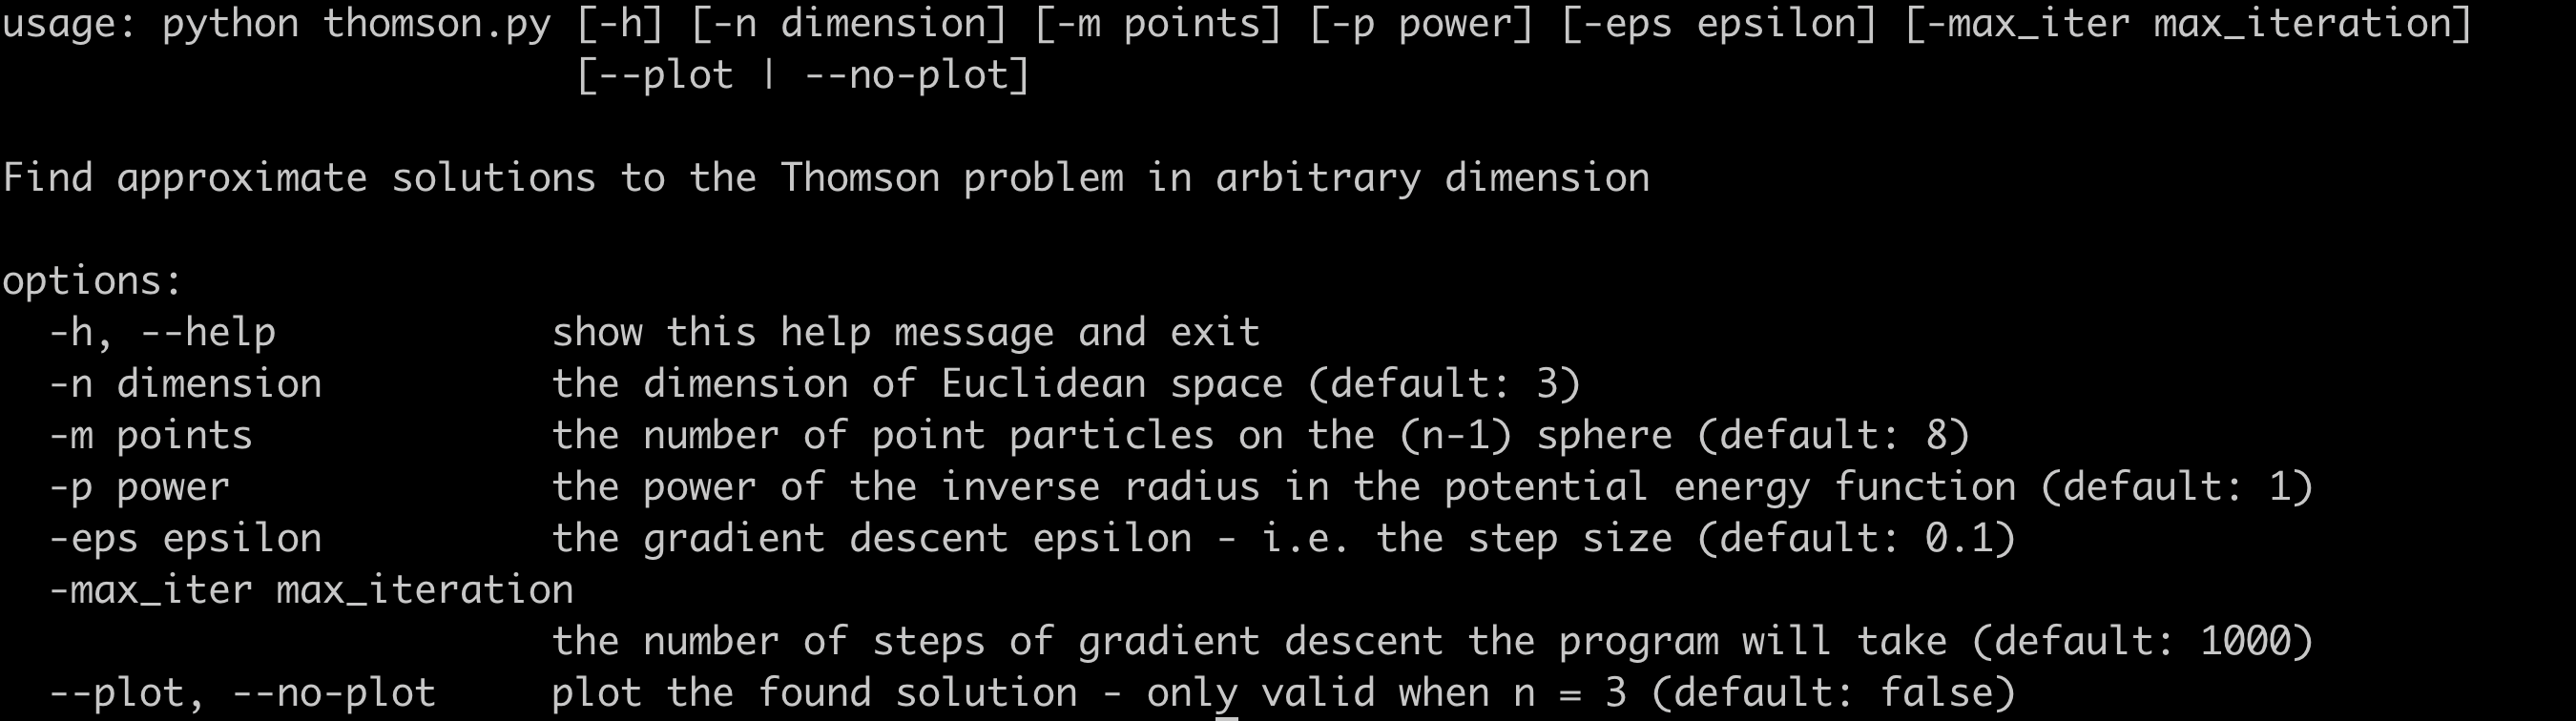 usage: python thomson.py [-h] [-n dimension] [-m points] [-p power] [-eps epsilon] [-max_iter max_iteration]
[--plot | --no-plot]
Find approximate solutions to the Thomson problem in arbitrary dimension
options:
-h, --help show this help message and exit
-n dimension the dimension of Euclidean space (default: 3)
-m points the number of point particles on the (n-1) sphere (default: 8)
-p power the power of the inverse radius in the potential energy function (default: 1)
-eps epsilon the gradient descent epsilon - i.e. the step size (default: 0.1)
-max_iter max_iteration
the number of steps of gradient descent the program will take (default: 1000)
--plot, --no-plot plot the found solution - only valid when n = 3 (default: false)